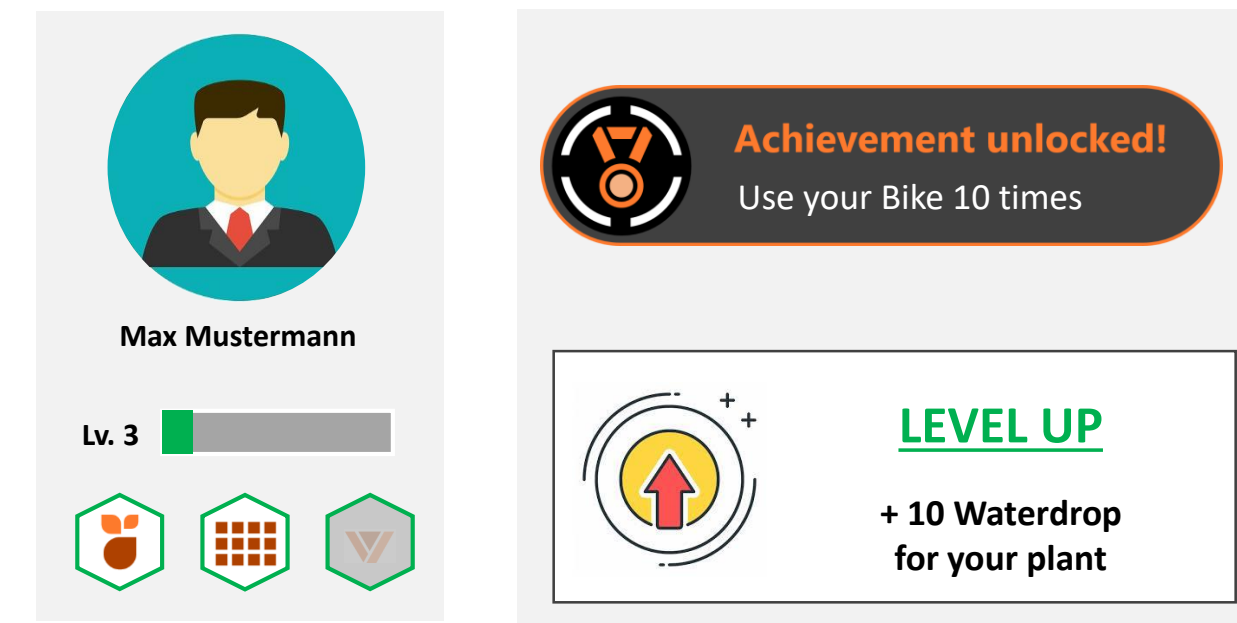 Max Mustermann
Lv. 3
Achievement unlocked!
Use your Bike 10 times
LEVEL UP
+ 10 Waterdrop
for your plant